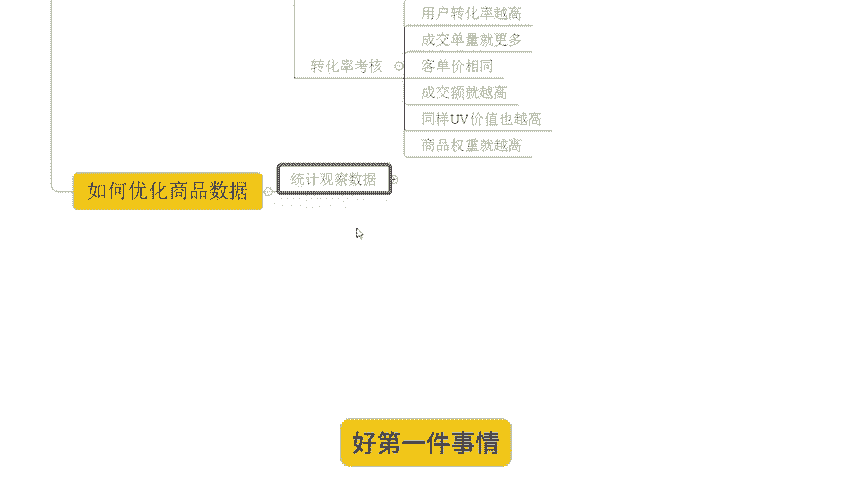 用户转化率越高
成交单量就更多
转化率考核
客单价相同
成交额就越高
同样UV价值也越高
商品权重就越高
如何优化商品数据
统计观察数据
好第一件事情